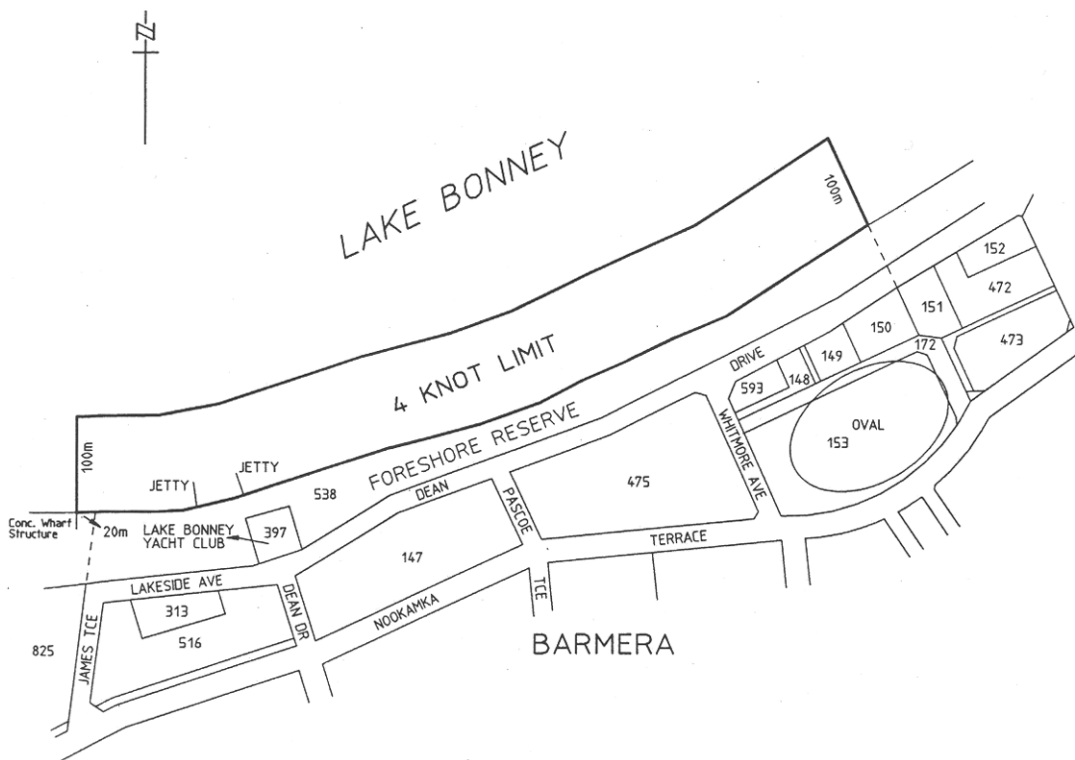 N
LAKE BONNEY
100m
4 KNOT LIMIT
100m
JETTY
JETTY
FORESHORE RESERVE
DRIVE
DEAN
538
Conc. Wharf
Structure
20m
LAKE BONNEY
YACHT CLUB
397
LAKESIDE AVE
313
516
825
JAMES TCE
DEAN DR
147
NOOKAMKA
PASCOE
TCE
475
TERRACE
WHITMORE AVE
593
148
149
150
151
152
472
172
473
OVAL
153
BARMERA